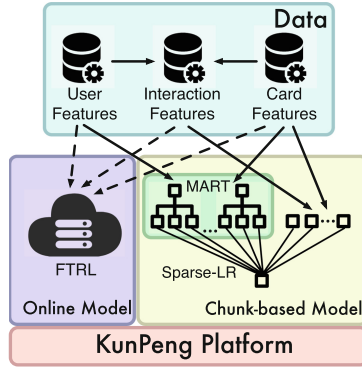 Data
User Features
Interaction Features
Card Features
MART
...
...
...
FTRL
Sparse-LR
Online Model
Chunk-based Model
KunPeng Platform